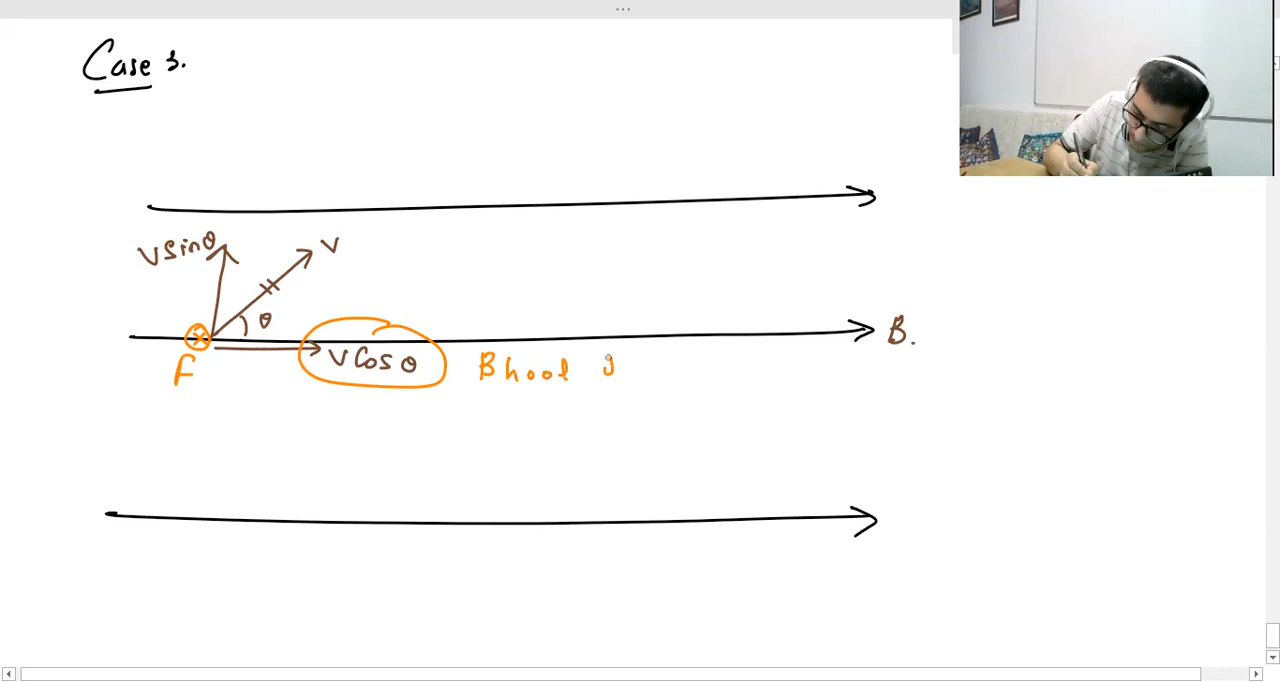 Case 3.
VSinθ
V
θ
B.
F
VCosθ
Bhool